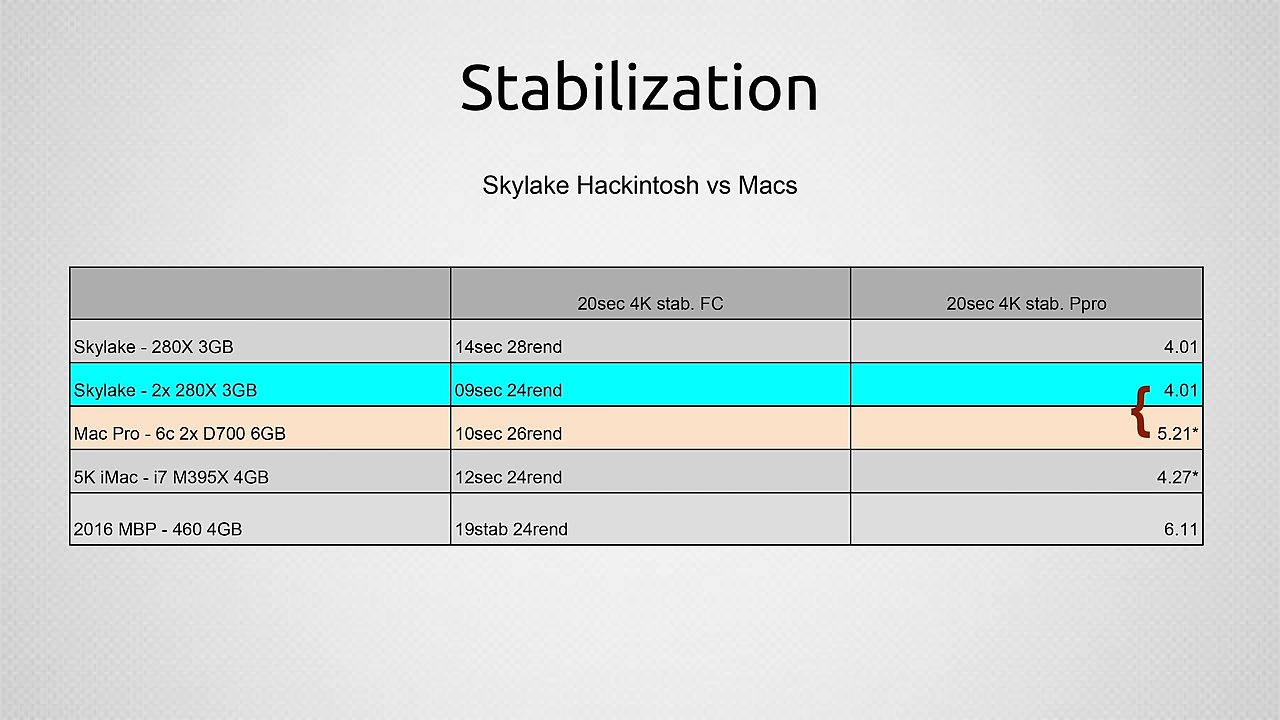 Stabilization
Skylake Hackintosh vs Macs
20sec 4K stab. FC 20sec 4K stab. Ppro
Skylake - 280X 3GB 14sec 28rend 4.01
Skylake - 2x 280X 3GB 09sec 24rend { 4.01
Mac Pro - 6c 2x D700 6GB 10sec 26rend 5.21*
5K iMac - i7 M395X 4GB 12sec 24rend 4.27*
2016 MBP - 460 4GB 19stab 24rend 6.11